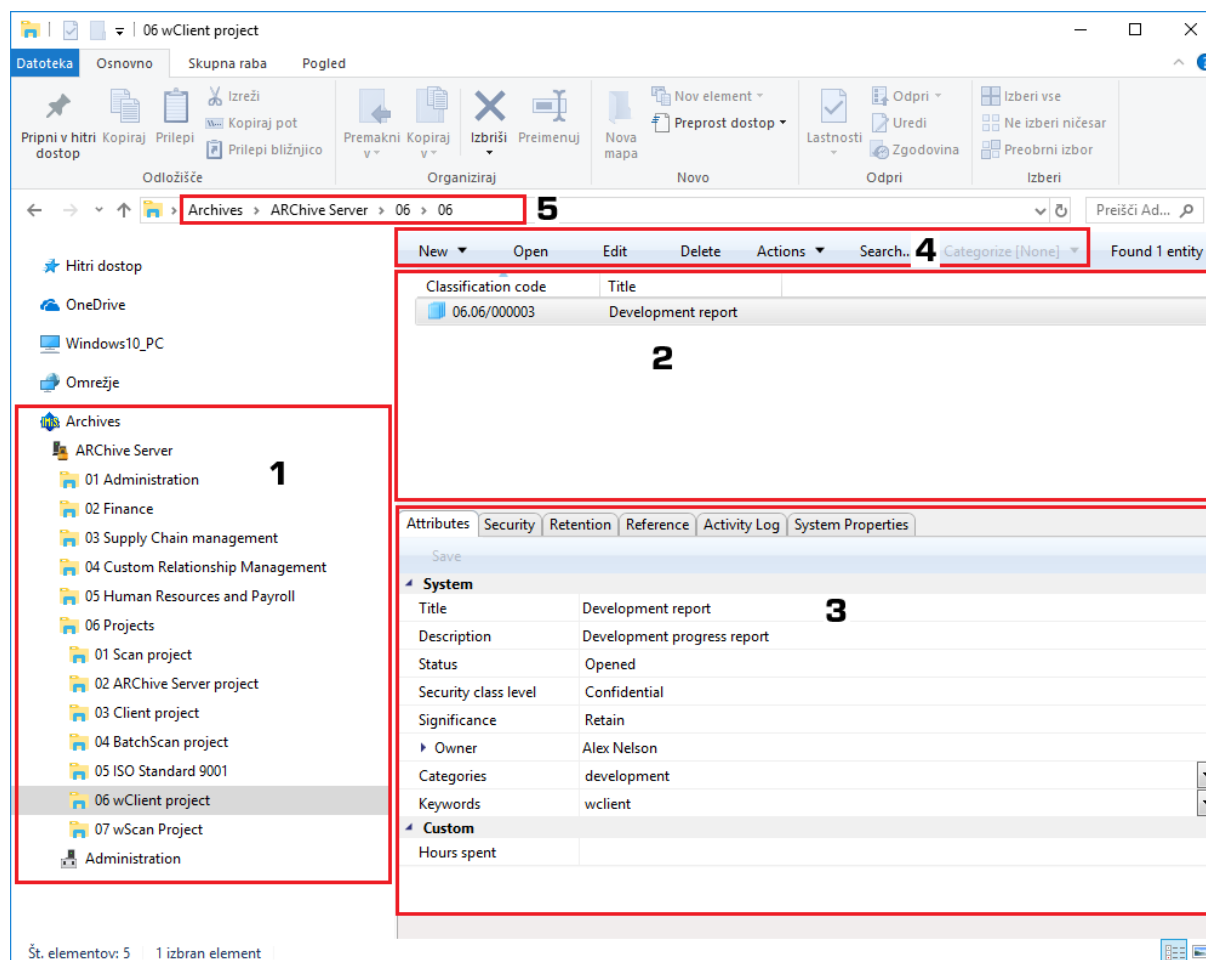 06 wClient project
Datoteka Osnovno Skupna raba Pogled
Pripni v hitri dostop Kopiraj Prilepi Izreži Kopiraj pot Prilepi bližnjico
Premakni v Kopiraj v Izbriši Preimenuj
Nova mapa Nov element Preprost dostop
Lastnosti Odpri Uredi Zgodovina
Izberi vse Ne izberi ničesar Preobrni izbor
Odložišče Organiziraj Novo Odpri Izberi
Archives > ARChive Server > 06 > 06 5 Preišči Ad...
New Open Edit Delete Actions Search.. 4 Categorize [None] Found 1 entity
Hitri dostop
OneDrive
Windows10_PC
Omrežje
Archives
ARChive Server
1
01 Administration
02 Finance
03 Supply Chain management
04 Custom Relationship Management
05 Human Resources and Payroll
06 Projects
01 Scan project
02 ARChive Server project
03 Client project
04 BatchScan project
05 ISO Standard 9001
06 wClient project
07 wScan Project
Administration
Classification code Title
06.06/000003 Development report
2
Attributes Security Retention Reference Activity Log System Properties
Save
System
Title Development report
3
Description Development progress report
Status Opened
Security class level Confidential
Significance Retain
Owner Alex Nelson
Categories development
Keywords wclient
Custom
Hours spent
Št. elementov: 5 1 izbran element